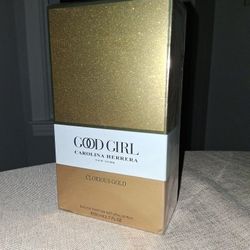 GOOD GIRL
CAROLINA HERRERA
NEW YORK
GLORIOUS GOLD